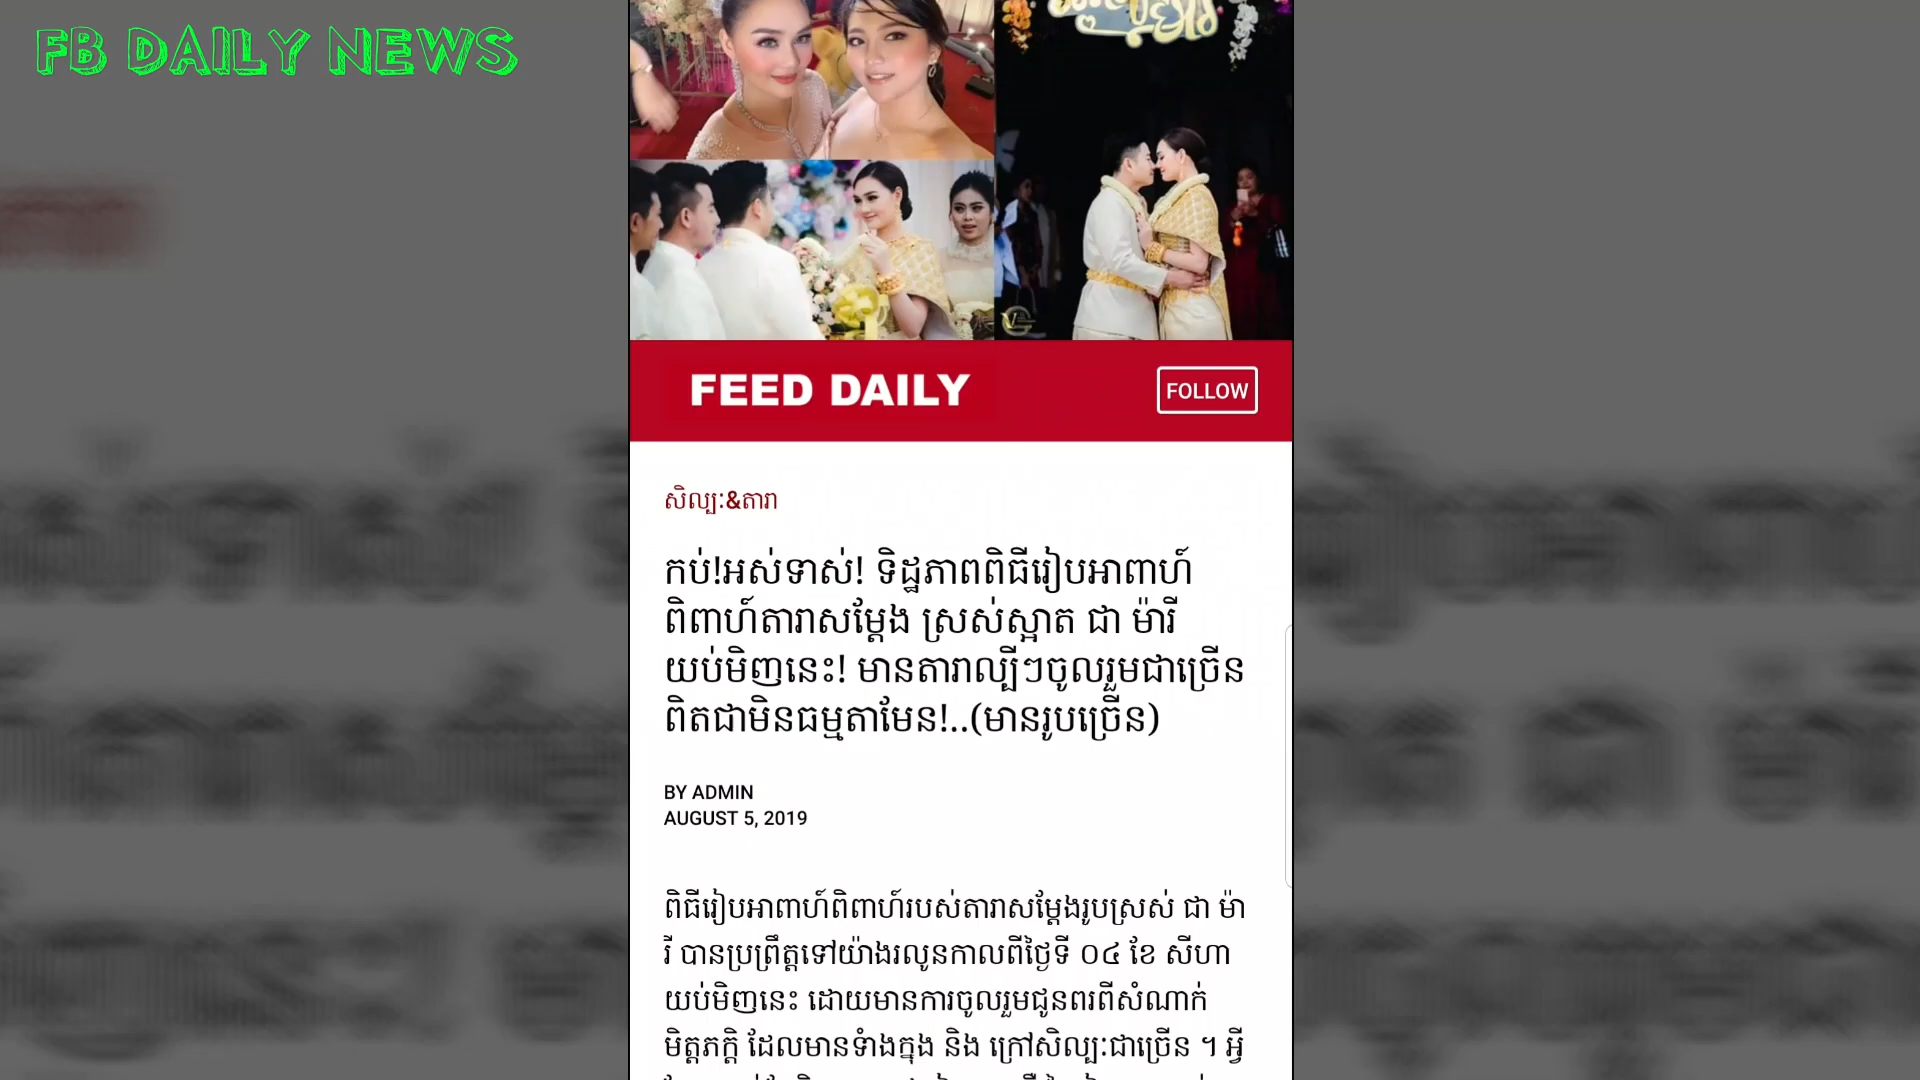 FB DAILY NEWS
FEED DAILY
FOLLOW
សិល្បៈ&តារា
កប់!អស់ទាស់! ទិដ្ឋភាពពិធីរៀបអាពាហ៍
ពិពាហ៍តារាសម្តែង ស្រស់ស្អាត ជា ម៉ារី
យប់មិញនេះ! មានតារាល្បីៗចូលរួមជាច្រើន
ពិតជាមិនធម្មតាមែន!..(មានរូបច្រើន)
BY ADMIN
AUGUST 5, 2019
ពិធីរៀបអាពាហ៍ពិពាហ៍របស់តារាសម្តែងរូបស្រស់ ជា ម៉ា
រី បានប្រព្រឹត្តទៅយ៉ាងរលូនកាលពីថ្ងៃទី ០៤ ខែ សីហា
យប់មិញនេះ ដោយមានការចូលរួមជូនពរពីសំណាក់
មិត្តភក្តិ ដែលមានទំាងក្នុង និង ក្រៅសិល្បៈជាច្រើន ។ អ្វី